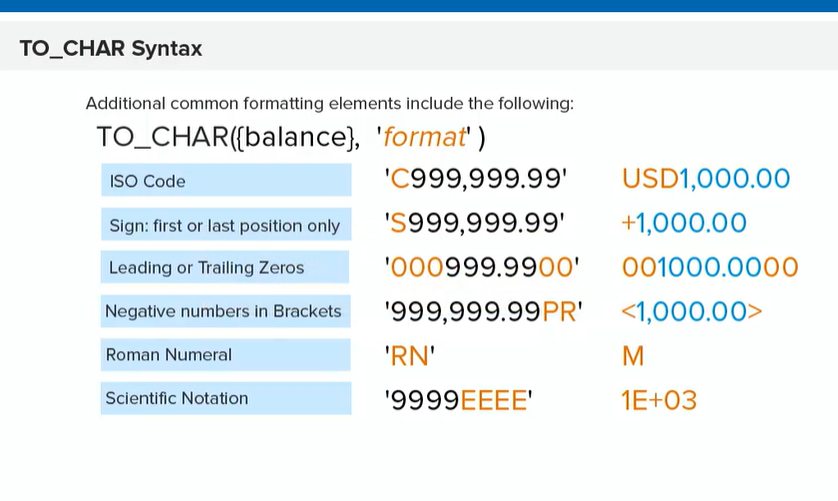 TO_CHAR Syntax
Additional common formatting elements include the following:
TO_CHAR({balance}, 'format' )
ISO Code 'C999,999.99' USD1,000.00
Sign: first or last position only 'S999,999.99' +1,000.00
Leading or Trailing Zeros '000999.9900' 001000.0000
Negative numbers in Brackets '999,999.99PR' <1,000.00>
Roman Numeral 'RN' M
Scientific Notation '9999EEEE' 1E+03